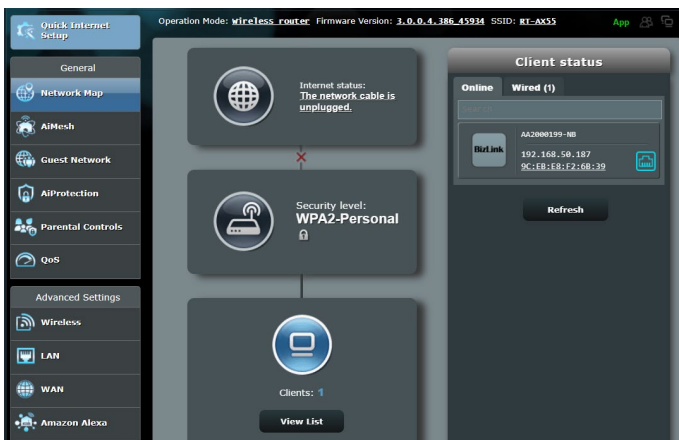 Quick Internet
Setup
Operation Mode: Wireless router Firmware Version: 3.0.0.4.386_45934 SSID: RT-AX55
App
General
Network Map
AiMesh
Guest Network
AiProtection
Parental Controls
QoS
Advanced Settings
Wireless
LAN
WAN
Amazon Alexa
Internet status:
The network cable is
unplugged.
Security level:
WPA2-Personal
Clients: 1
View List
Client status
Online
Wired (1)
BizLink
AA2000199-NB
192.168.50.187
9C:EB:E8:F2:6B:39
Refresh